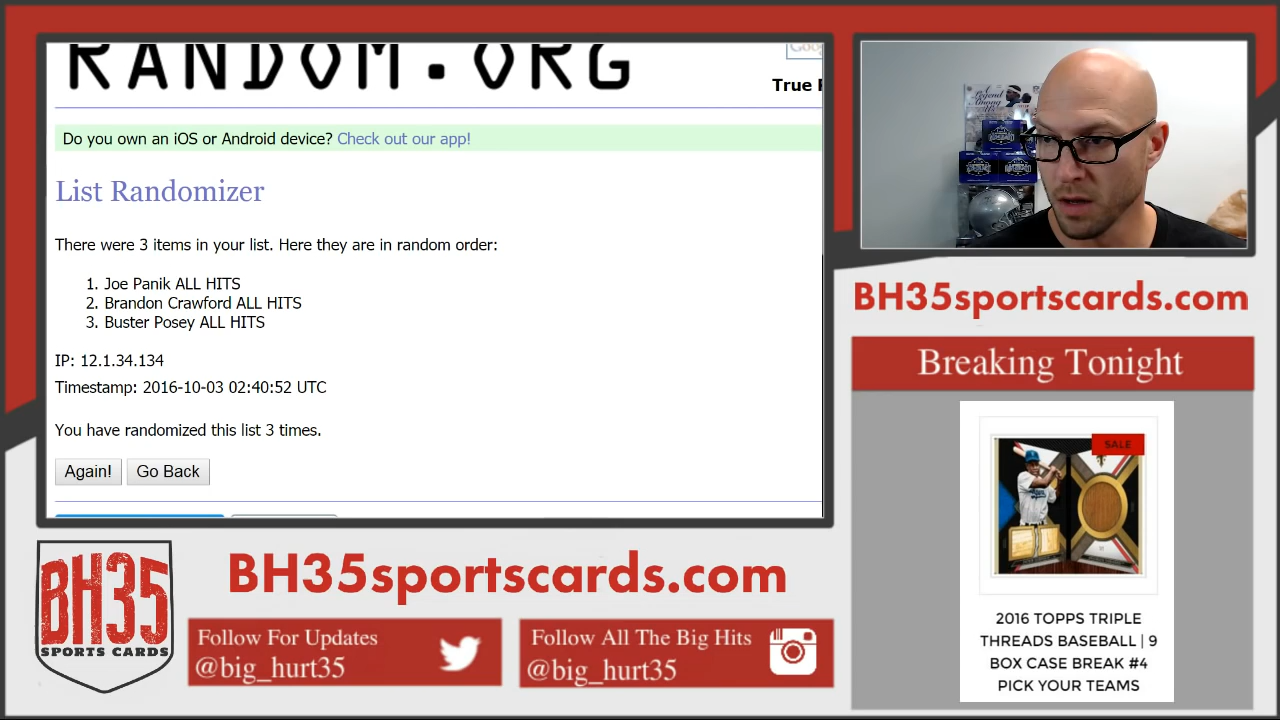 RANDOM.ORG
Goo
True
Do you own an iOS or Android device? Check out our app!
List Randomizer
There were 3 items in your list. Here they are in random order:
1. Joe Panik ALL HITS
2. Brandon Crawford ALL HITS
3. Buster Posey ALL HITS
IP: 12.1.34.134
Timestamp: 2016-10-03 02:40:52 UTC
You have randomized this list 3 times.
Again! Go Back
BH35sportscards.com
Breaking Tonight
SALE
2016 TOPPS TRIPLE
THREADS BASEBALL | 9
BOX CASE BREAK #4
PICK YOUR TEAMS
BH35
SPORTS CARDS
BH35sportscards.com
Follow For Updates
@big_hurt35
Follow All The Big Hits
@big_hurt35